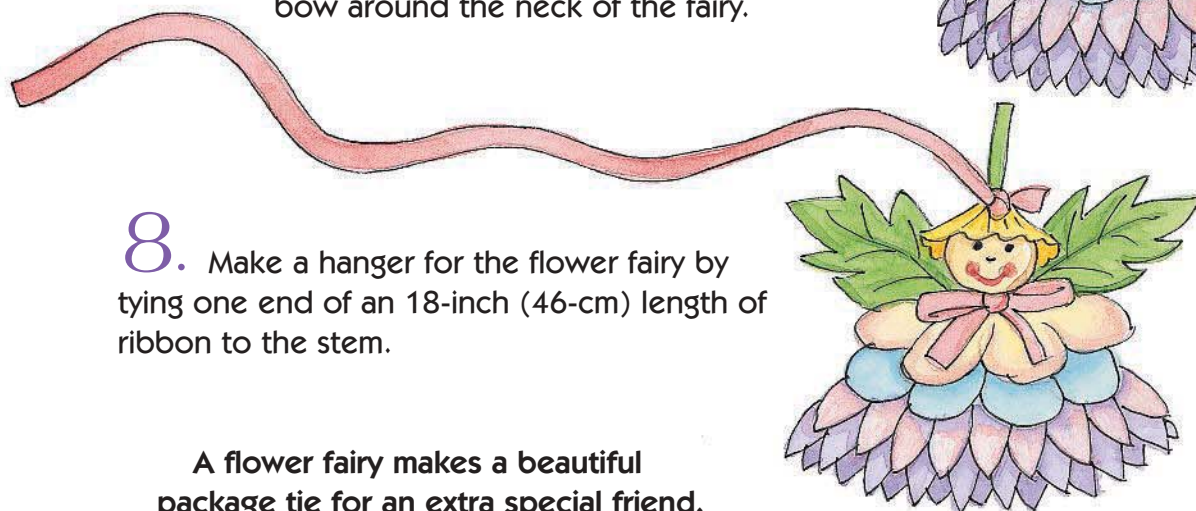 bow around the neck of the fairy.
8. Make a hanger for the flower fairy by
tying one end of an 18-inch (46-cm) length of
ribbon to the stem.
A flower fairy makes a beautiful
package tie for an extra special friend.